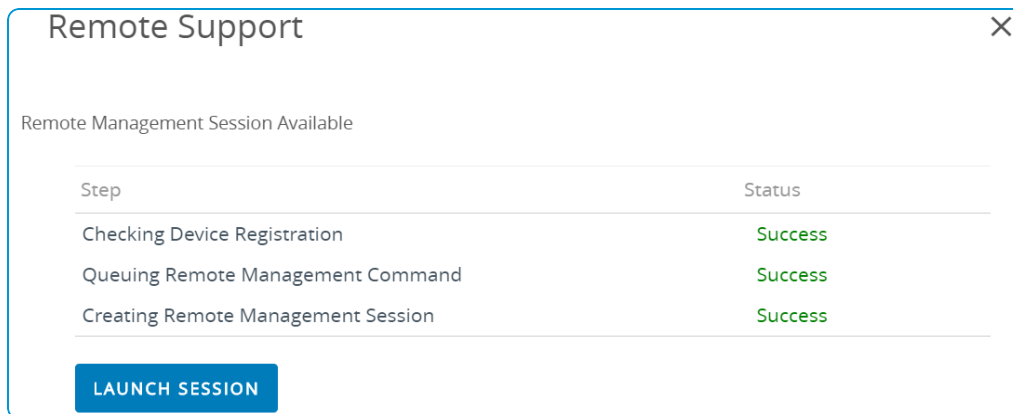 Remote Support
Remote Management Session Available
Step Status
Checking Device Registration Success
Queuing Remote Management Command Success
Creating Remote Management Session Success
LAUNCH SESSION